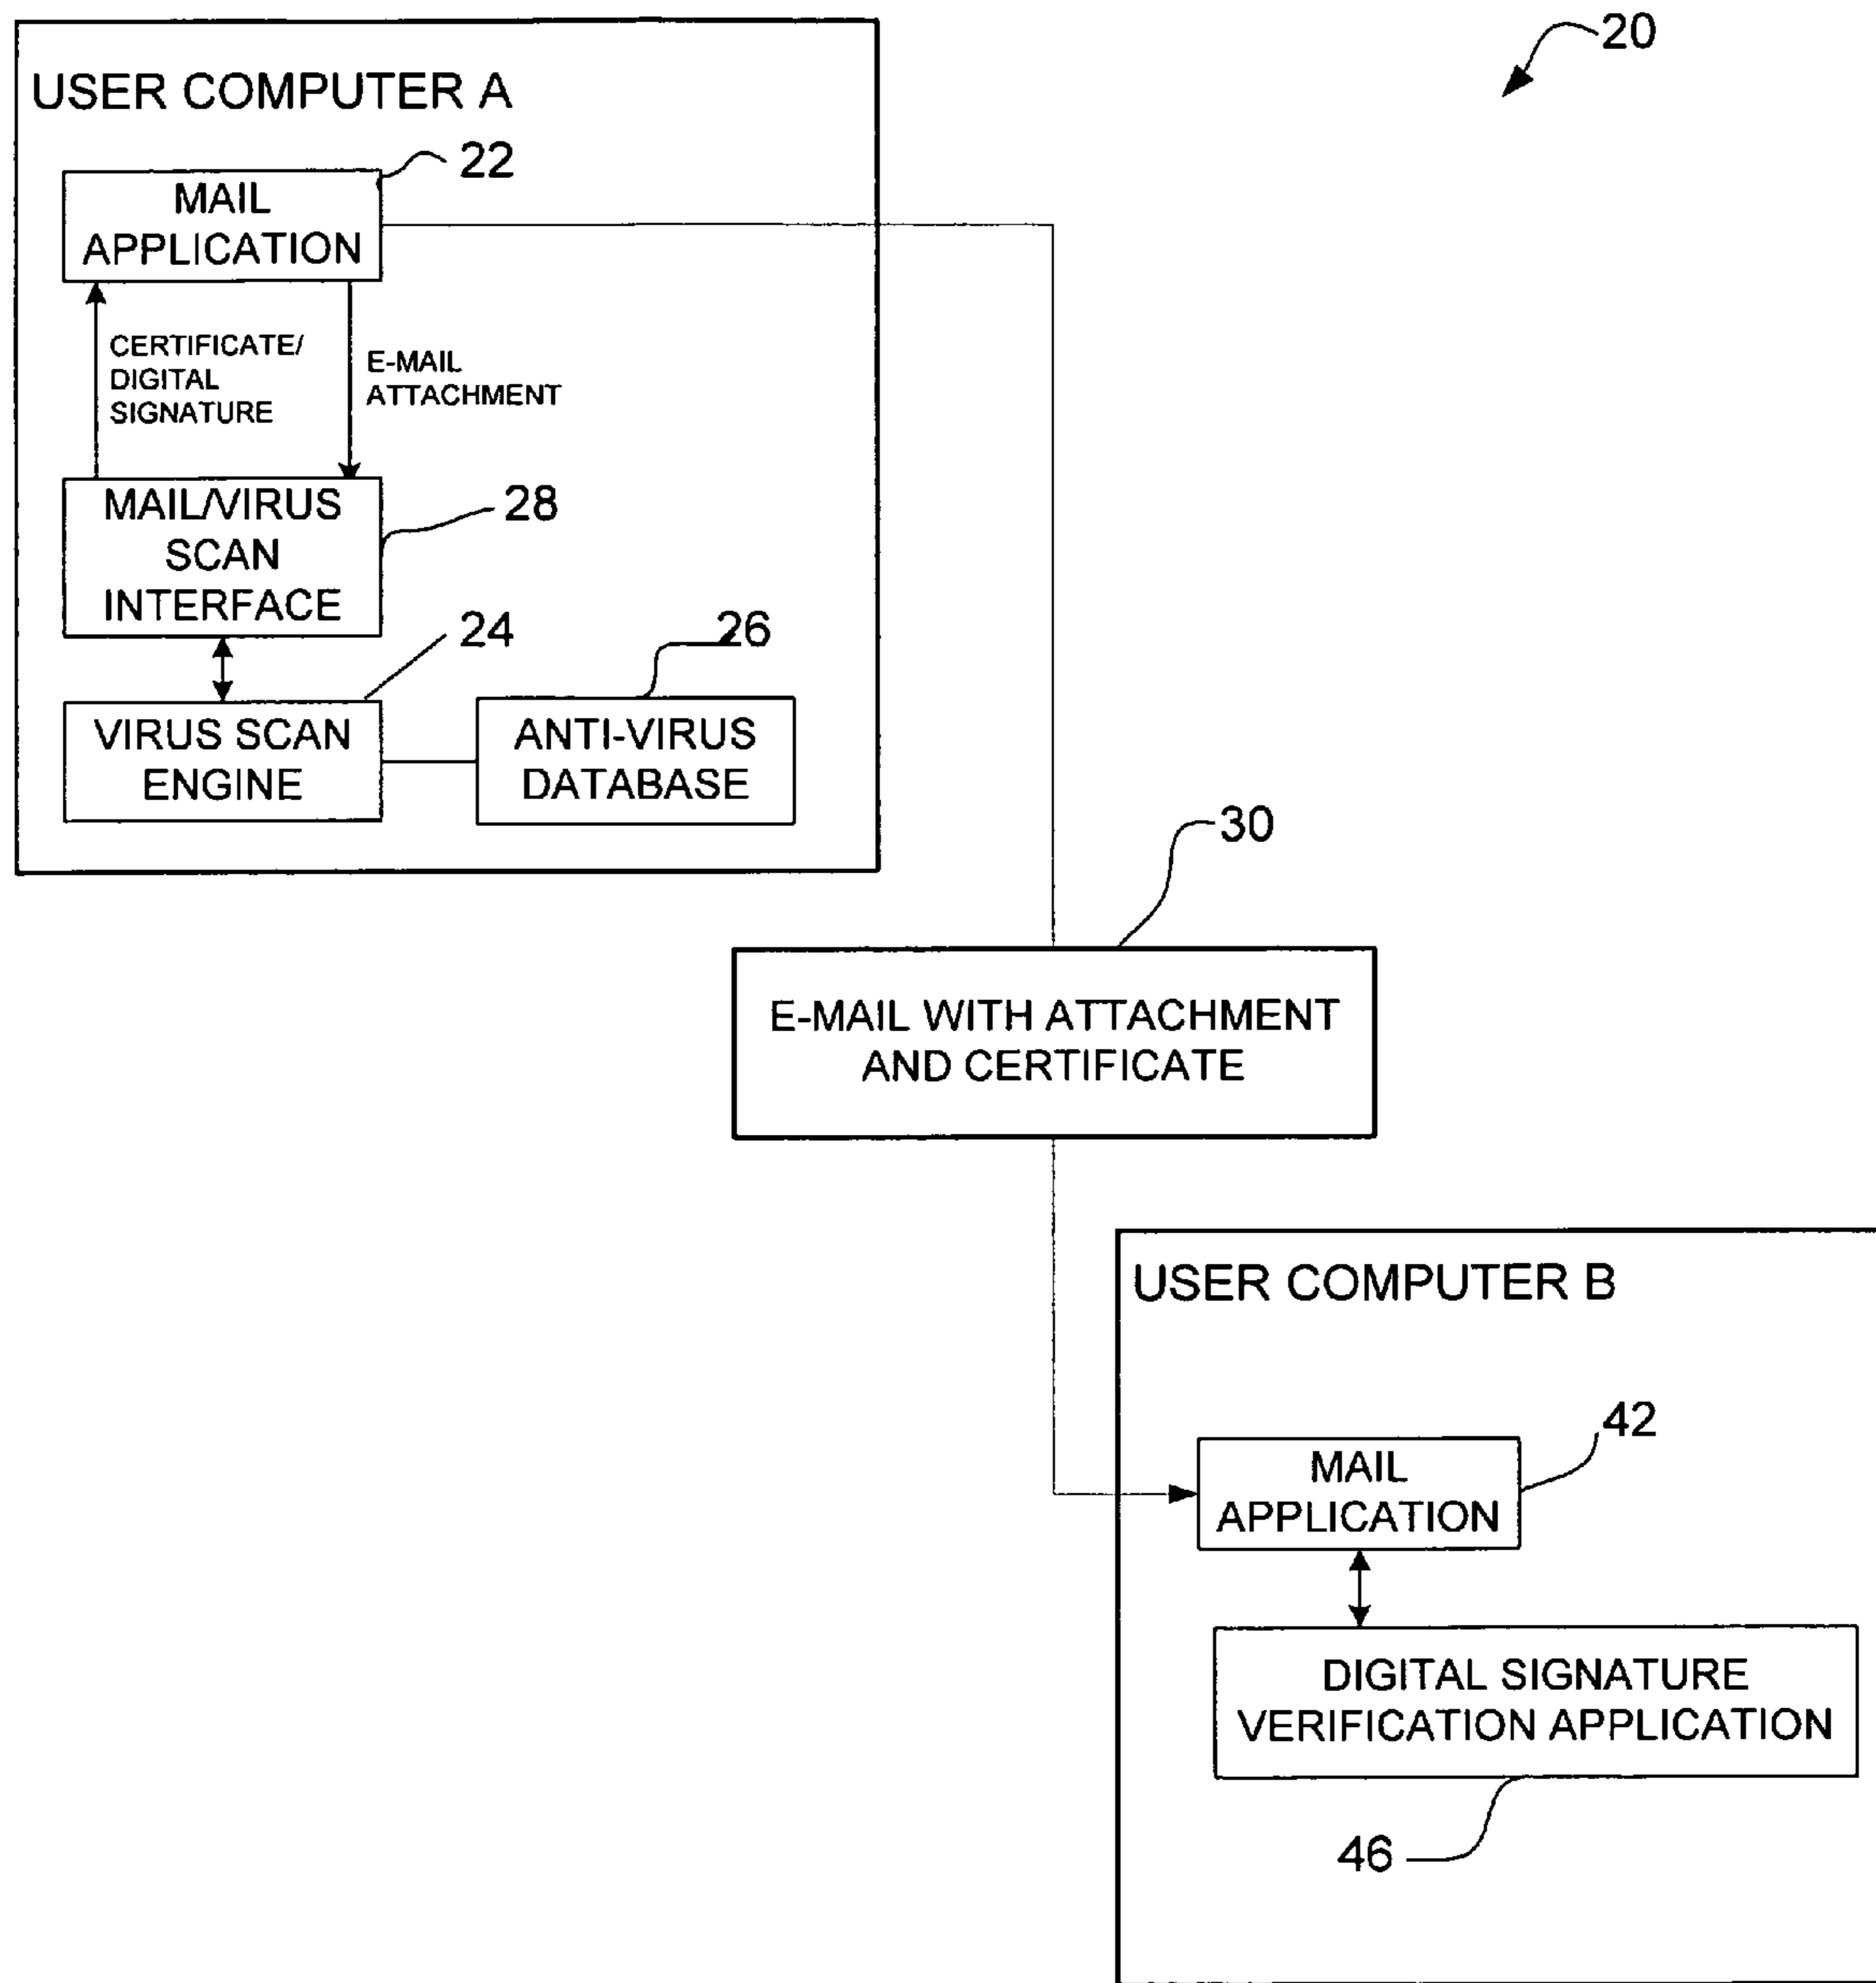 20
USER COMPUTER A
22
MAIL
APPLICATION
CERTIFICATE/
DIGITAL
SIGNATURE
E-MAIL
ATTACHMENT
MAIL/VIRUS
SCAN
INTERFACE
28
24
26
VIRUS SCAN
ENGINE
ANTI-VIRUS
DATABASE
30
E-MAIL WITH ATTACHMENT
AND CERTIFICATE
USER COMPUTER B
42
MAIL
APPLICATION
DIGITAL SIGNATURE
VERIFICATION APPLICATION
46